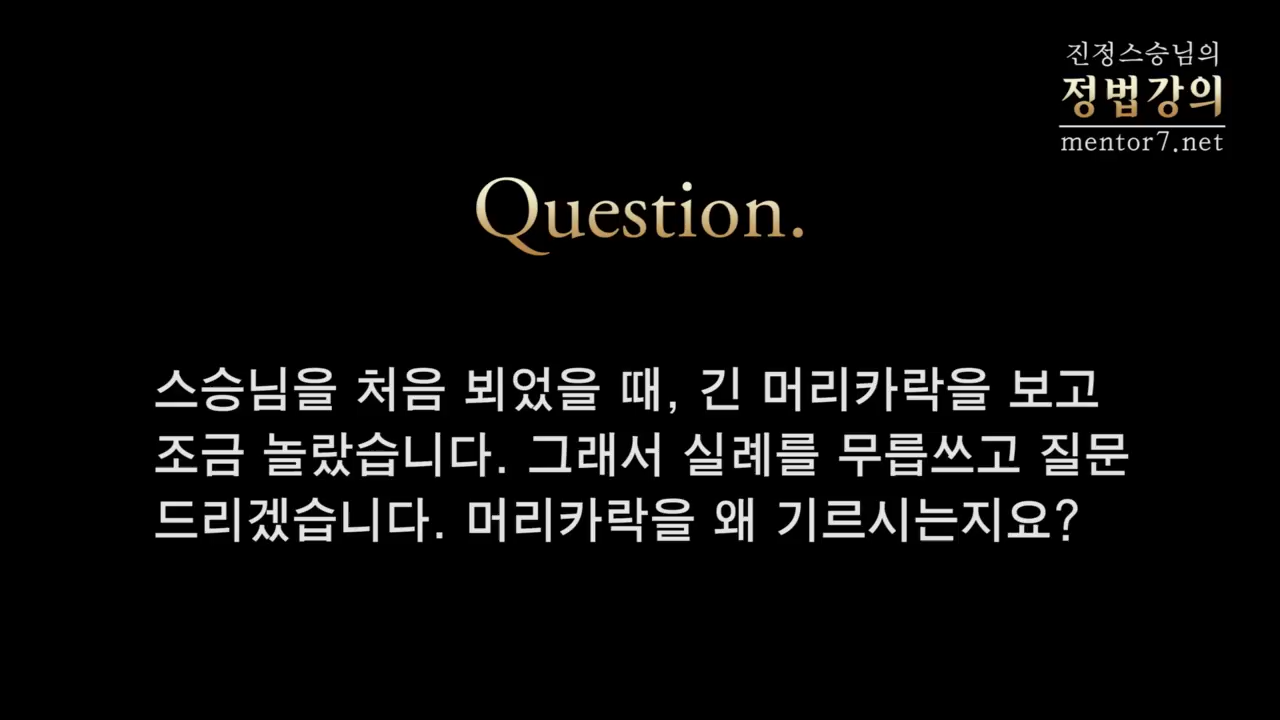 진정스승님의
정법강의
mentor7.net
Question.
스승님을 처음 뵈었을 때, 긴 머리카락을 보고
조금 놀랐습니다. 그래서 실례를 무릅쓰고 질문
드리겠습니다. 머리카락을 왜 기르시는지요?